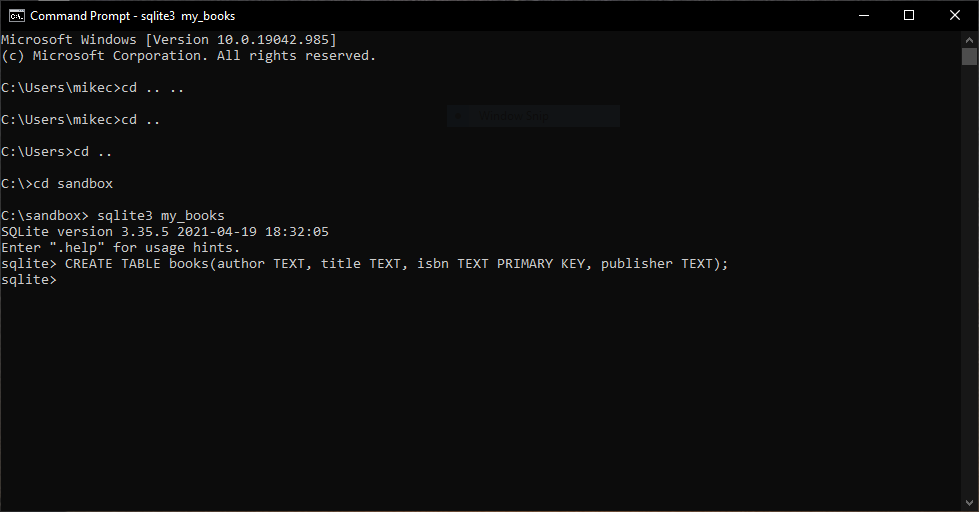 Command Prompt - sqlite3 my_books
Microsoft Windows [Version 10.0.19042.985]
(c) Microsoft Corporation. All rights reserved.
C:\Users\mikec>cd .. ..
C:\Users\mikec>cd ..
C:\Users>cd ..
C:\>cd sandbox
C:\sandbox> sqlite3 my_books
SQLite version 3.35.5 2021-04-19 18:32:05
Enter ".help" for usage hints.
sqlite> CREATE TABLE books(author TEXT, title TEXT, isbn TEXT PRIMARY KEY, publisher TEXT);
sqlite>